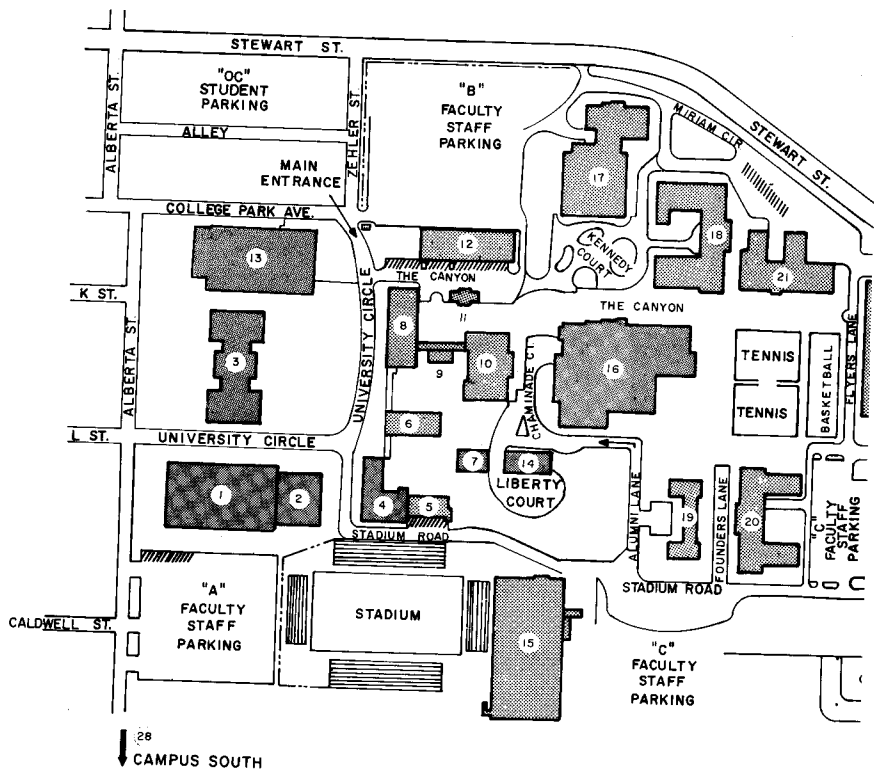 STEWART ST.
"OC"
STUDENT
PARKING
ALLEY
ALBERTA ST.
ZEHLER ST.
"B"
FACULTY
STAFF
PARKING
MIRIAM CIR
STEWART ST.
MAIN
ENTRANCE
COLLEGE PARK AVE.
17
18
12
13
KENNEDY
COURT
21
THE CANYON
THE CANYON
K ST.
11
8
UNIVERSITY CIRCLE
9
10
CHAMINADE CT.
16
3
ALBERTA ST.
TENNIS
TENNIS
BASKETBALL
FLYERS LANE
6
L ST.
UNIVERSITY CIRCLE
7
14
LIBERTY
COURT
1
2
4
5
STADIUM ROAD
ALUMNI LANE
19
FOUNDERS LANE
20
"C"
FACULTY
STAFF
PARKING
STADIUM ROAD
"A"
FACULTY
STAFF
PARKING
STADIUM
15
CALDWELL ST.
"C"
FACULTY
STAFF
PARKING
28
CAMPUS SOUTH